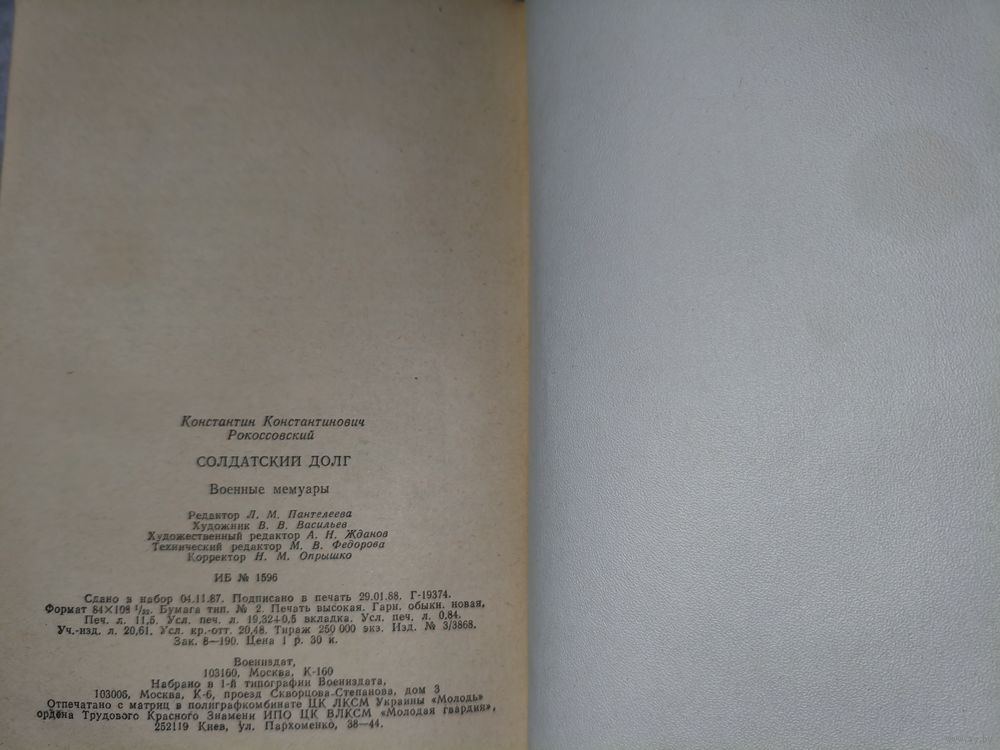 Константин Константинович
Рокоссовский
СОЛДАТСКИЙ ДОЛГ
Военные мемуары
Редактор Л. М. Пантелеева
Художник В. В. Васильев
Художественный редактор А. Н. Жданов
Технический редактор М. В. Федорова
Корректор Н. М. Опрышко
ИБ № 1596
Сдано в набор 04.11.87. Подписано в печать 29.01.88. Г-19374.
Формат 84×108 1/32. Бумага тип. № 2. Печать высокая. Гарн. обыкн. новая,
Печ. л. 11,5. Усл. печ. л. 19,32+0,5 вкладка. Усл. печ. л. 0,84.
Уч.-изд. л. 20,61. Усл. кр.-отт. 20,48. Тираж 250 000 экз. Изд. № 3/3868.
Зак. 8—190. Цена 1 р. 30 к.
Воениздат,
103160, Москва, К-160
Набрано в 1-й типографии Воениздата,
103006, Москва, К-6, проезд Скворцова-Степанова, дом 3
Отпечатано с матриц в полиграфкомбинате ЦК ЛКСМ Украины «Молодь»
ордена Трудового Красного Знамени ИПО ЦК ВЛКСМ «Молодая гвардия»,
252119 Киев, ул. Пархоменко, 38—44.